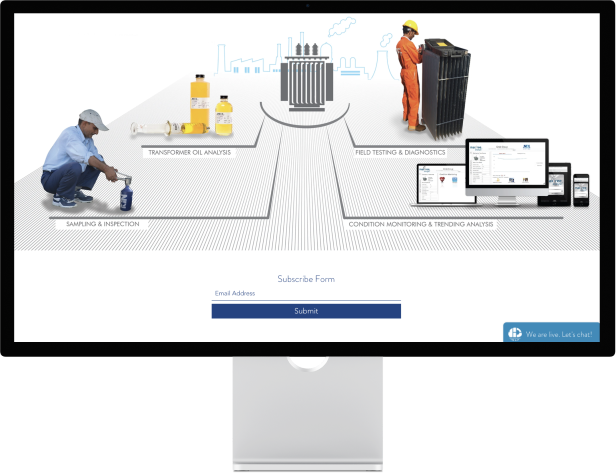 TRANSFORMER OIL ANALYSIS
FIELD TESTING & DIAGNOSTICS
SAMPLING & INSPECTION
CONDITION MONITORING & TRENDING ANALYSIS
Subscribe Form
Email Address
Submit
We are live. Let's chat!